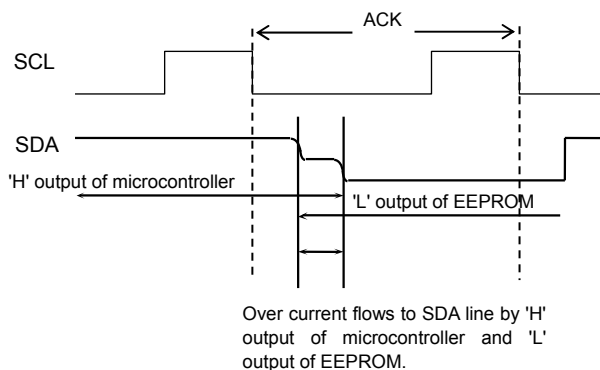 ACK
SCL
SDA
'H' output of microcontroller
'L' output of EEPROM
Over current flows to SDA line by 'H'
output of microcontroller and 'L'
output of EEPROM.